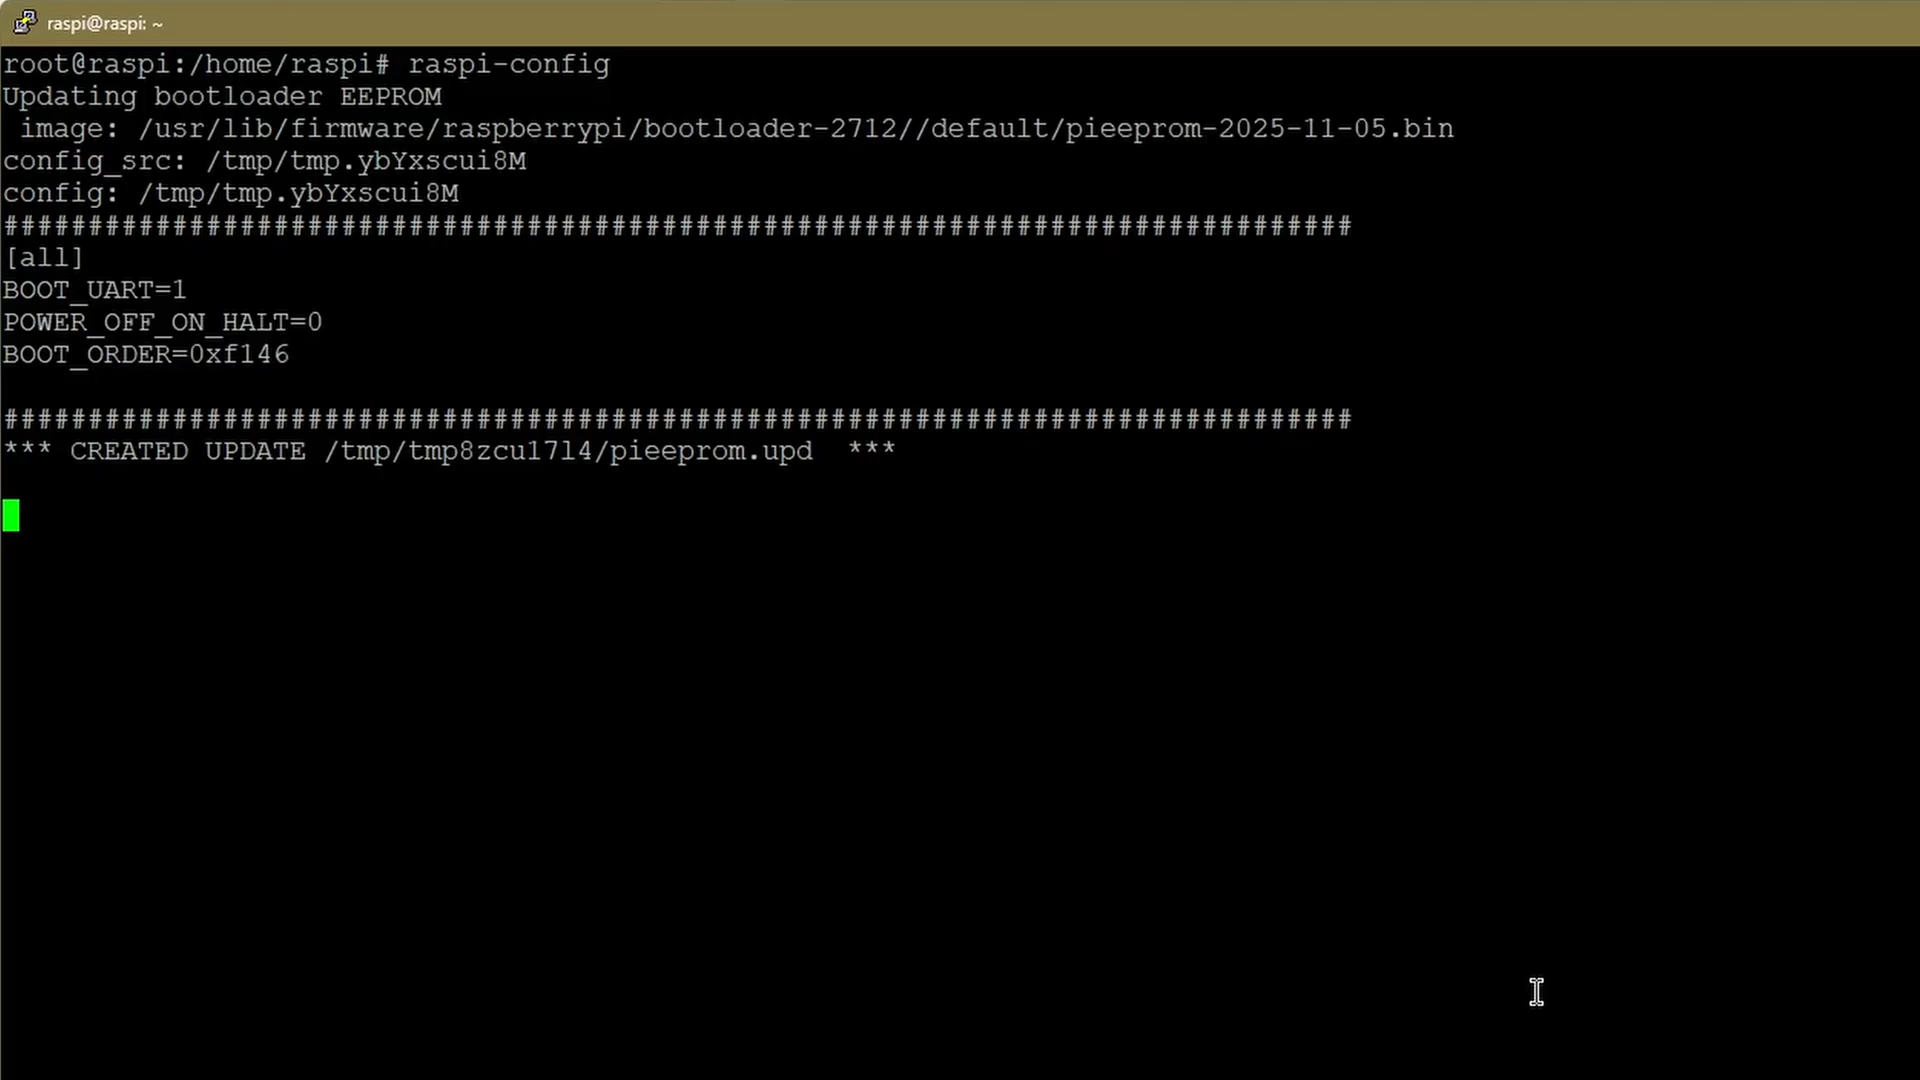 raspi@raspi: ~
root@raspi:/home/raspi# raspi-config
Updating bootloader EEPROM
 image: /usr/lib/firmware/raspberrypi/bootloader-2712//default/pieeprom-2025-11-05.bin
config_src: /tmp/tmp.ybYxscui8M
config: /tmp/tmp.ybYxscui8M
################################################################################
[all]
BOOT_UART=1
POWER_OFF_ON_HALT=0
BOOT_ORDER=0xf146
################################################################################
*** CREATED UPDATE /tmp/tmp8zcu17l4/pieeprom.upd  ***